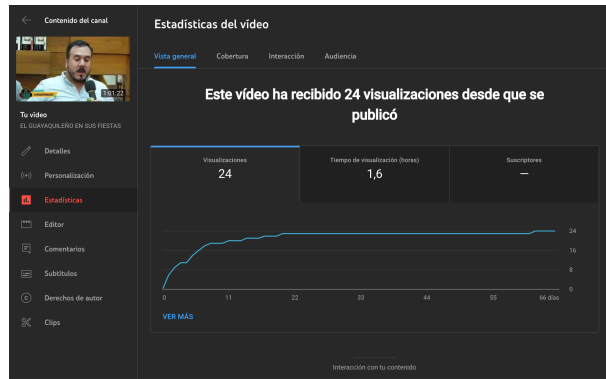 Contenido del canal
1:01:22
Tu vídeo
EL GUAYAQUILEÑO EN SUS FIESTAS
Detalles
Personalización
Estadísticas
Editor
Comentarios
Subtítulos
Derechos de autor
Clips
Estadísticas del vídeo
Vista general Cobertura Interacción Audiencia
Este vídeo ha recibido 24 visualizaciones desde que se
publicó
Visualizaciones Tiempo de visualización (horas) Suscriptores
24 1,6 —
24
16
8
0
0 11 22 33 44 55 66 días
VER MÁS
Interacción con tu contenido